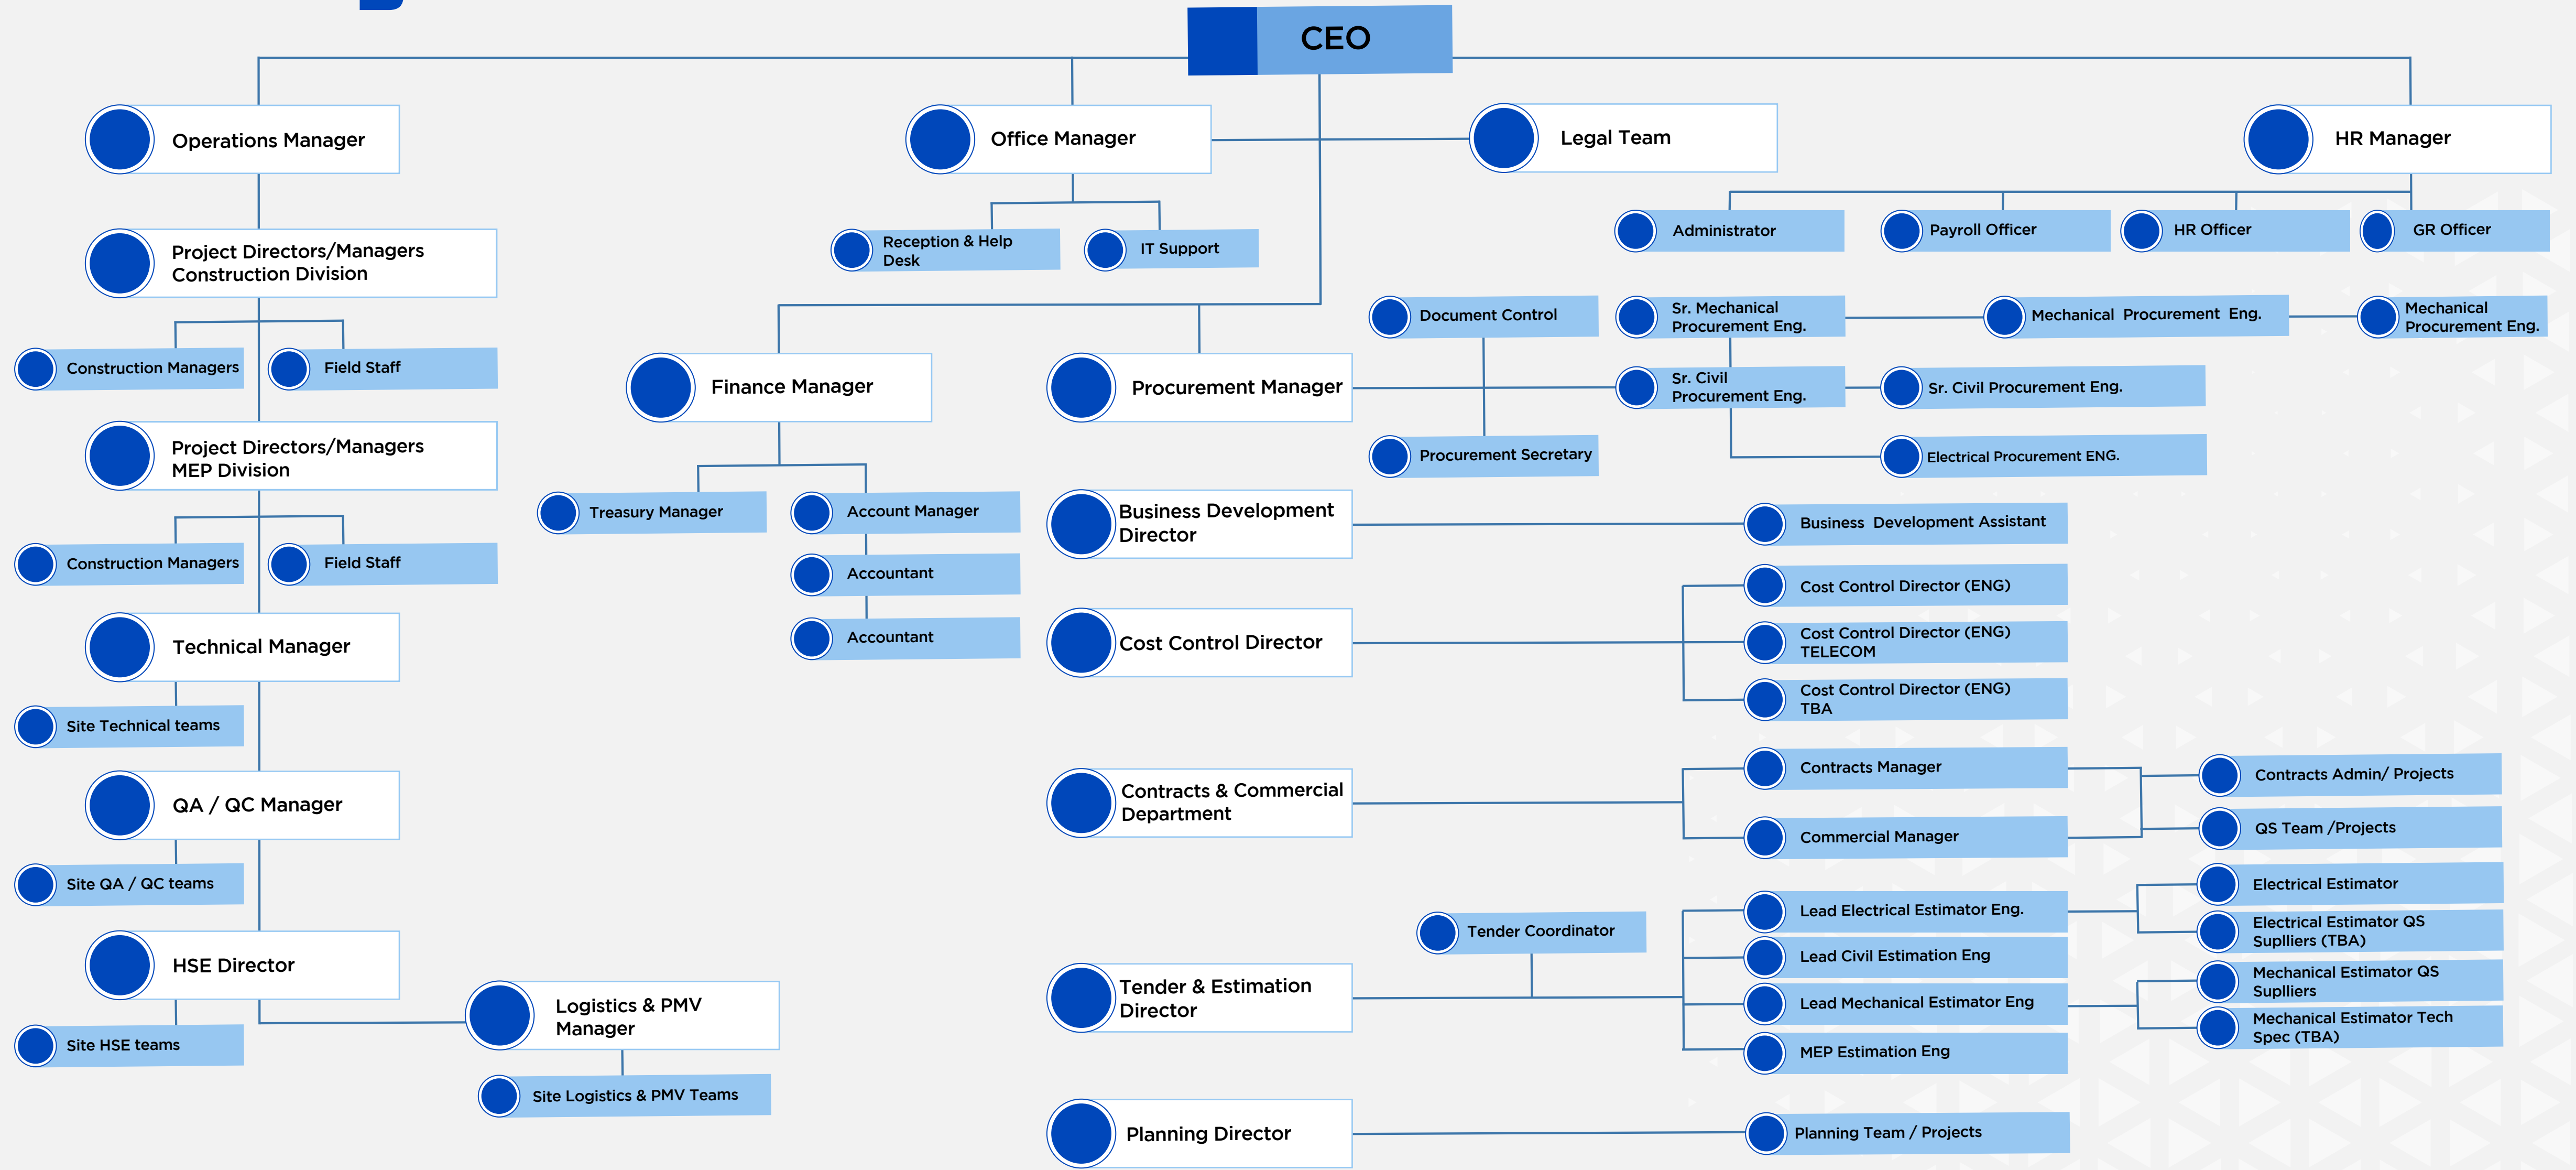 CEO
Operations Manager
Office Manager
Legal Team
HR Manager
Reception & Help
Desk
IT Support
Administrator
Payroll Officer
HR Officer
GR Officer
Project Directors/Managers
Construction Division
Construction Managers
Field Staff
Project Directors/Managers
MEP Division
Construction Managers
Field Staff
Technical Manager
Site Technical teams
QA / QC Manager
Site QA / QC teams
HSE Director
Site HSE teams
Logistics & PMV
Manager
Site Logistics & PMV Teams
Finance Manager
Treasury Manager
Account Manager
Accountant
Accountant
Procurement Manager
Document Control
Procurement Secretary
Sr. Mechanical
Procurement Eng.
Mechanical Procurement Eng.
Mechanical
Procurement Eng.
Sr. Civil
Procurement Eng.
Sr. Civil Procurement Eng.
Electrical Procurement ENG.
Business Development
Director
Business Development Assistant
Cost Control Director
Cost Control Director (ENG)
Cost Control Director (ENG)
TELECOM
Cost Control Director (ENG)
TBA
Contracts & Commercial
Department
Contracts Manager
Commercial Manager
Contracts Admin/ Projects
QS Team /Projects
Tender & Estimation
Director
Tender Coordinator
Lead Electrical Estimator Eng.
Lead Civil Estimation Eng
Lead Mechanical Estimator Eng
MEP Estimation Eng
Electrical Estimator
Electrical Estimator QS
Suplliers (TBA)
Mechanical Estimator QS
Suplliers
Mechanical Estimator Tech
Spec (TBA)
Planning Director
Planning Team / Projects